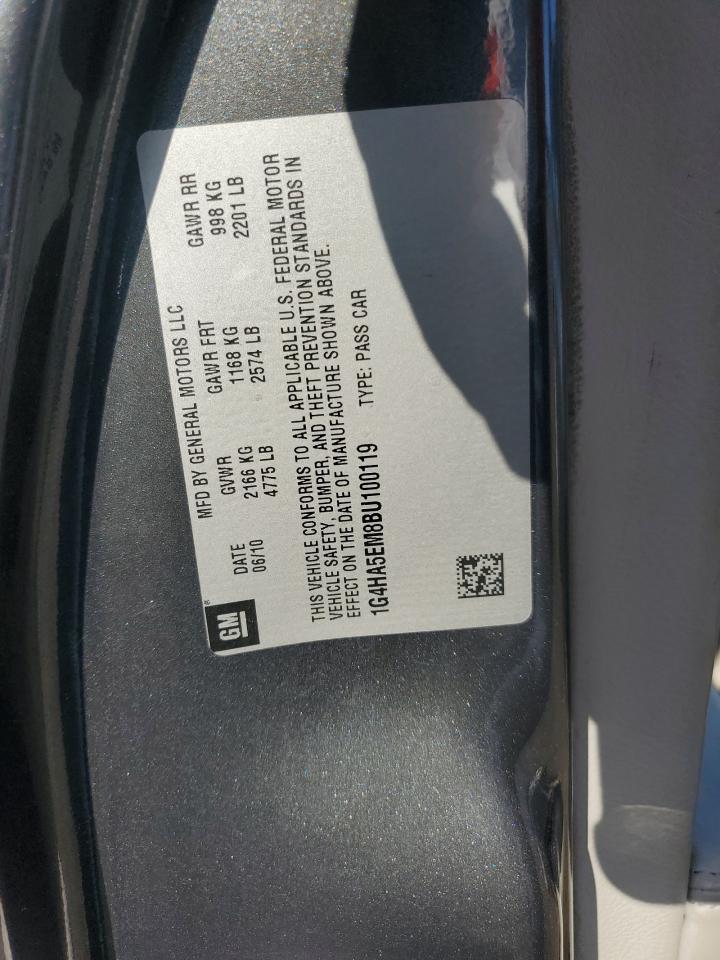 MFD BY GENERAL MOTORS LLC
DATE GVWR GAWR FRT GAWR RR
06/10 2166 KG 1168 KG 998 KG
4775 LB 2574 LB 2201 LB
THIS VEHICLE CONFORMS TO ALL APPLICABLE U.S. FEDERAL MOTOR
VEHICLE SAFETY, BUMPER, AND THEFT PREVENTION STANDARDS IN
EFFECT ON THE DATE OF MANUFACTURE SHOWN ABOVE.
1G4HA5EM8BU100119 TYPE: PASS CAR
GM®